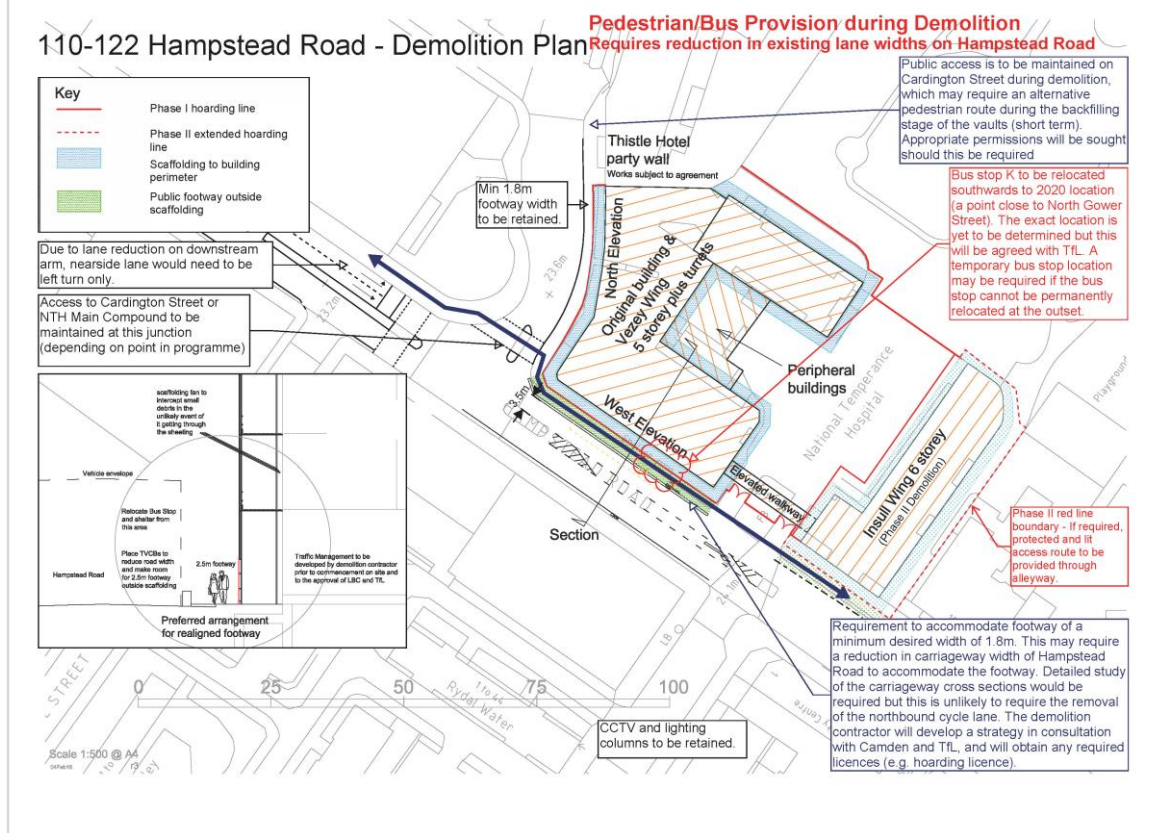 110-122 Hampstead Road - Demolition Plan
Pedestrian/Bus Provision during Demolition
Requires reduction in existing lane widths on Hampstead Road
Key
Phase I hoarding line
Phase II extended hoarding
line
Scaffolding to building
perimeter
Public footway outside
scaffolding
Public access is to be maintained on
Cardington Street during demolition,
which may require an alternative
pedestrian route during the backfilling
stage of the vaults (short term).
Appropriate permissions will be sought
should this be required
Thistle Hotel
party wall
Works subject to agreement
Min 1.8m
footway width
to be retained.
Bus stop K to be relocated
southwards to 2020 location
(a point close to North Gower
Street). The exact location is
yet to be determined but this
will be agreed with TfL. A
temporary bus stop location
may be required if the bus
stop cannot be permanently
relocated at the outset.
Due to lane reduction on downstream
arm, nearside lane would need to be
left turn only.
Access to Cardington Street or
NTH Main Compound to be
maintained at this junction
(depending on point in programme)
23.2m
23.6m
North Elevation
Original building &
Vezey Wing
5 storey plus turrets
Peripheral
buildings
National Temperance
Hospital
Playground
West Elevation
3.5m
ROAD
Elevated walkway
FB
Insull Wing 6 storey
(Phase II Demolition)
Section
24.1m
LB
Phase II red line
boundary - If required,
protected and lit
access route to be
provided through
alleyway.
scaffolding fan to
intercept small
debris in the
unlikely event of
it getting through
the sheeting
Vehicle envelope
Relocate Bus Stop
and shelter from
this area
Place TVCBs to
reduce road width
and make room
for 2.5m footway
outside scaffolding
2.5m footway
Hampstead Road
Traffic Management to be
developed by demolition contractor
prior to commencement on site and
to the approval of LBC and TfL.
Preferred arrangement
for realigned footway
Requirement to accommodate footway of a
minimum desired width of 1.8m. This may require
a reduction in carriageway width of Hampstead
Road to accommodate the footway. Detailed study
of the carriageway cross sections would be
required but this is unlikely to require the removal
of the northbound cycle lane. The demolition
contractor will develop a strategy in consultation
with Camden and TfL, and will obtain any required
licences (e.g. hoarding licence).
STREET
0 25 50 75 100
1 to 44
Rydal Water
CCTV and lighting
columns to be retained.
Scale 1:500 @ A4
r3